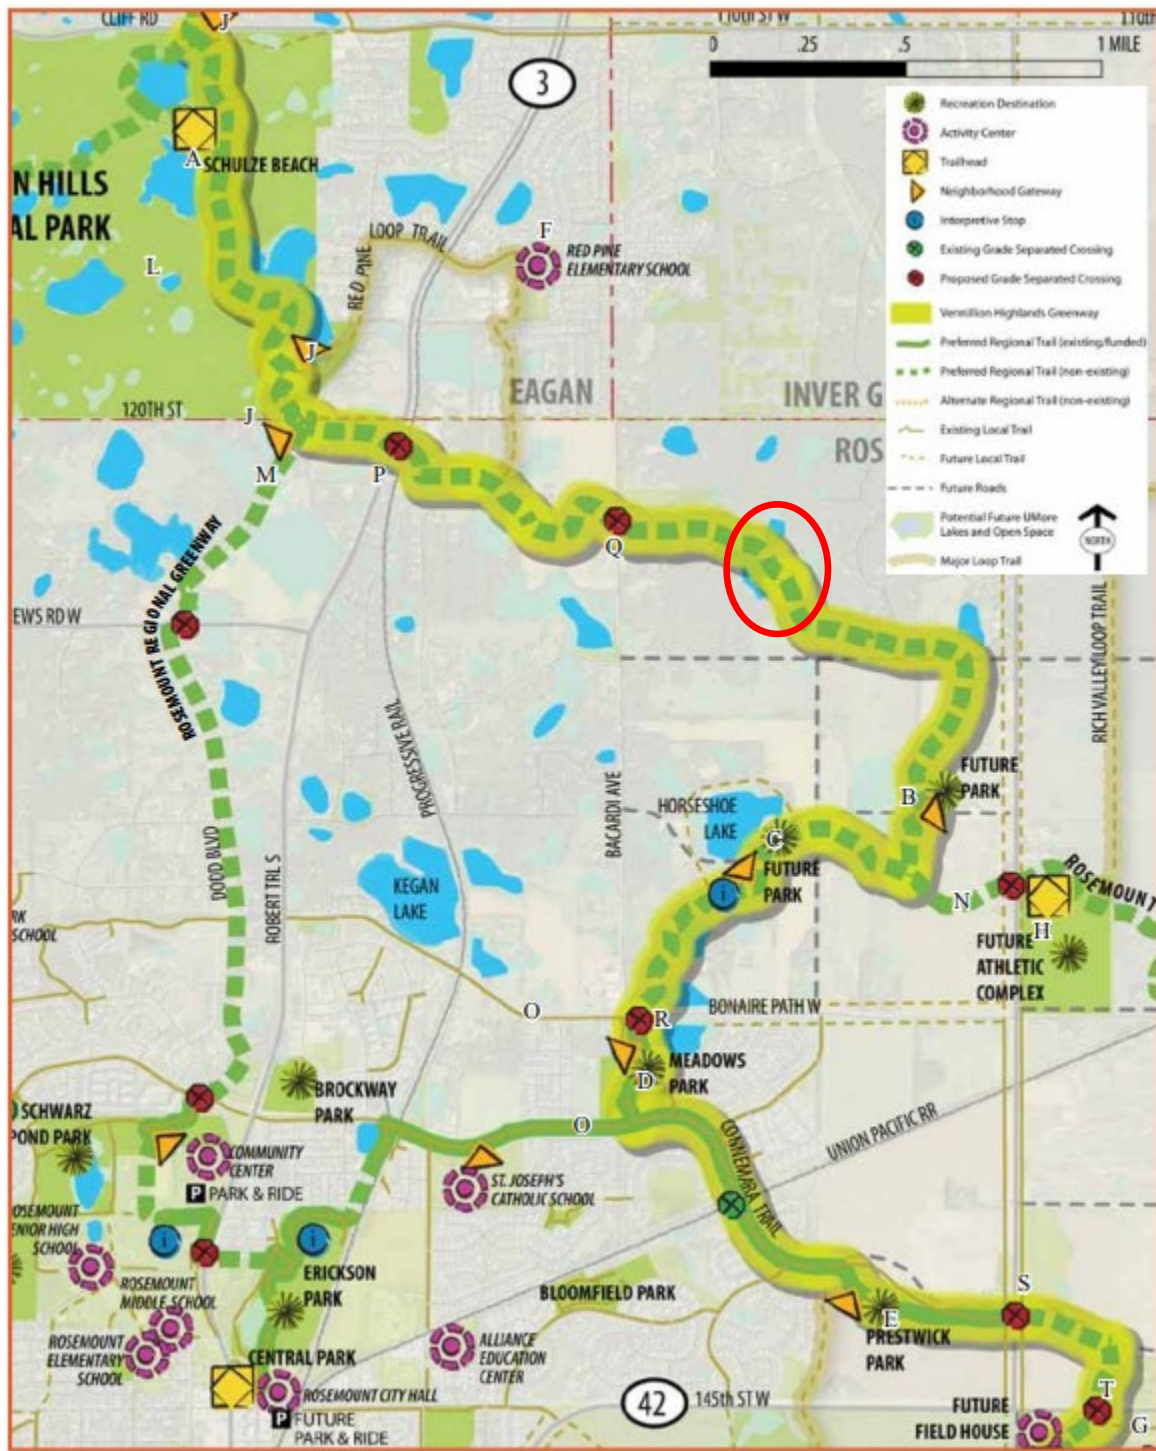 CLIFF RD
J
110TH ST W
110th
0 .25 .5 1 MILE
3
Recreation Destination
Activity Center
Trailhead
Neighborhood Gateway
Interpretive Stop
Existing Grade Separated Crossing
Proposed Grade Separated Crossing
Vermillion Highlands Greenway
Preferred Regional Trail (existing/funded)
Preferred Regional Trail (non-existing)
Alternate Regional Trail (non-existing)
Existing Local Trail
Future Local Trail
Future Roads
Potential Future UMore
Lakes and Open Space
NORTH
Major Loop Trail
A
SCHULZE BEACH
N HILLS
AL PARK
L
F
RED PINE
ELEMENTARY SCHOOL
RED PINE
LOOP TRAIL
J
EAGAN
INVER G
ROS
120TH ST
J
M
P
Q
ROSEMOUNT REGIONAL GREENWAY
EWS RD W
RICH VALLEY LOOP TRAIL
PROGRESSIVE RAIL
BACARDI AVE
DODD BLVD
ROBERT TRL S
HORSESHOE
LAKE
B
FUTURE
PARK
C
FUTURE
PARK
KEGAN
LAKE
N
ROSEMOUNT
H
FUTURE
ATHLETIC
COMPLEX
RK
SCHOOL
O
R
BONAIRE PATH W
D
MEADOWS
PARK
BROCKWAY
PARK
SCHWARZ
POND PARK
O
CONNEMARA TRAIL
UNION PACIFIC RR
COMMUNITY
CENTER
P PARK & RIDE
ST. JOSEPH'S
CATHOLIC SCHOOL
OSEMOUNT
ENIOR HIGH
SCHOOL
i
i
ERICKSON
PARK
ROSEMOUNT
MIDDLE SCHOOL
BLOOMFIELD PARK
S
E
PRESTWICK
PARK
ROSEMOUNT
ELEMENTARY
SCHOOL
CENTRAL PARK
ALLIANCE
EDUCATION
CENTER
ROSEMOUNT CITY HALL
P FUTURE
PARK & RIDE
42
145TH ST W
FUTURE
FIELD HOUSE
T
G